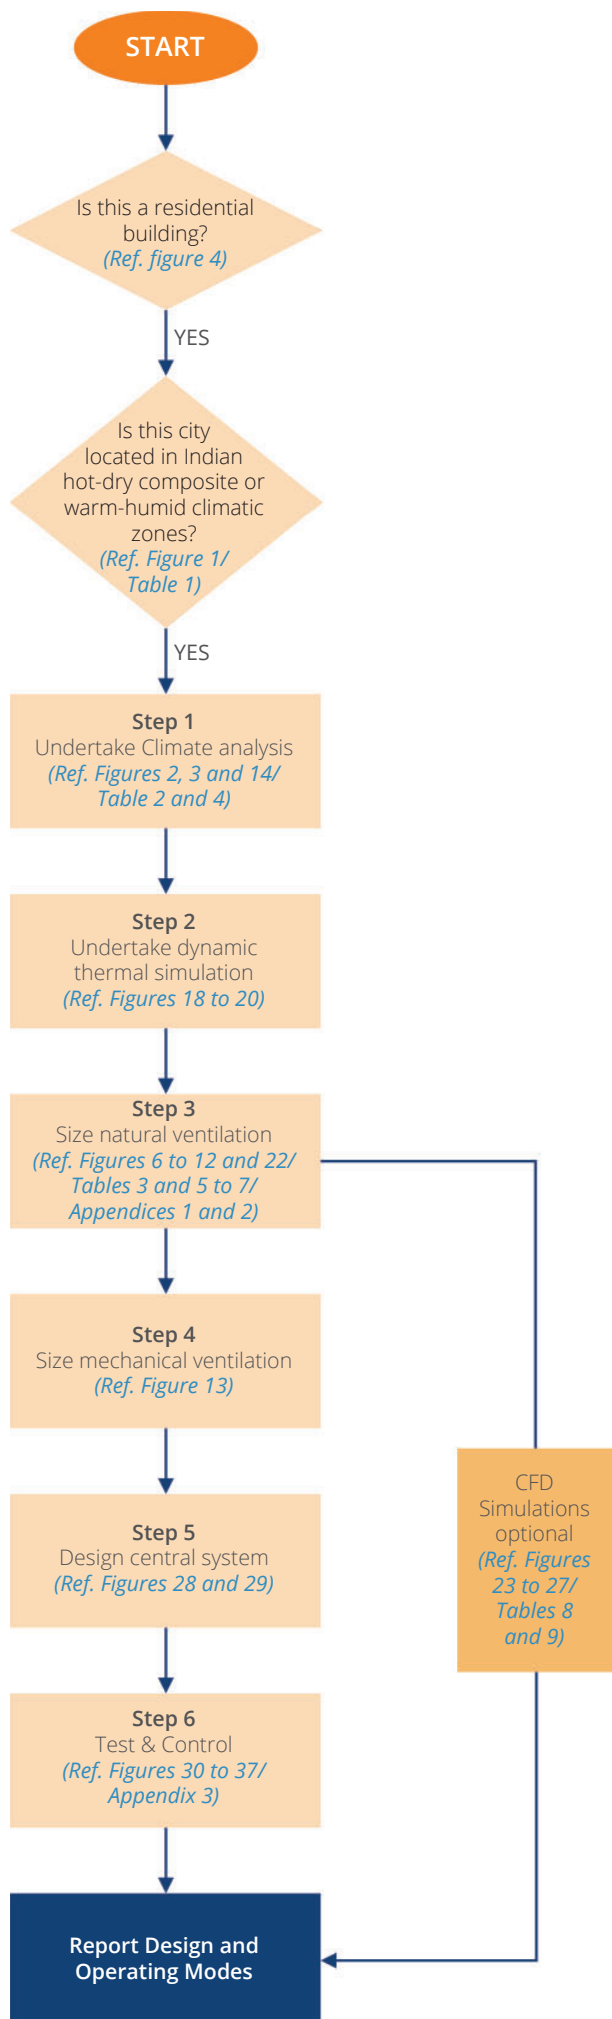 START
Is this a residential
building?
(Ref. figure 4)
YES
Is this city
located in Indian
hot-dry composite or
warm-humid climatic
zones?
(Ref. Figure 1/
Table 1)
YES
Step 1
Undertake Climate analysis
(Ref. Figures 2, 3 and 14/
Table 2 and 4)
Step 2
Undertake dynamic
thermal simulation
(Ref. Figures 18 to 20)
Step 3
Size natural ventilation
(Ref. Figures 6 to 12 and 22/
Tables 3 and 5 to 7/
Appendices 1 and 2)
Step 4
Size mechanical ventilation
(Ref. Figure 13)
CFD
Simulations
optional
(Ref. Figures
23 to 27/
Tables 8
and 9)
Step 5
Design central system
(Ref. Figures 28 and 29)
Step 6
Test & Control
(Ref. Figures 30 to 37/
Appendix 3)
Report Design and
Operating Modes